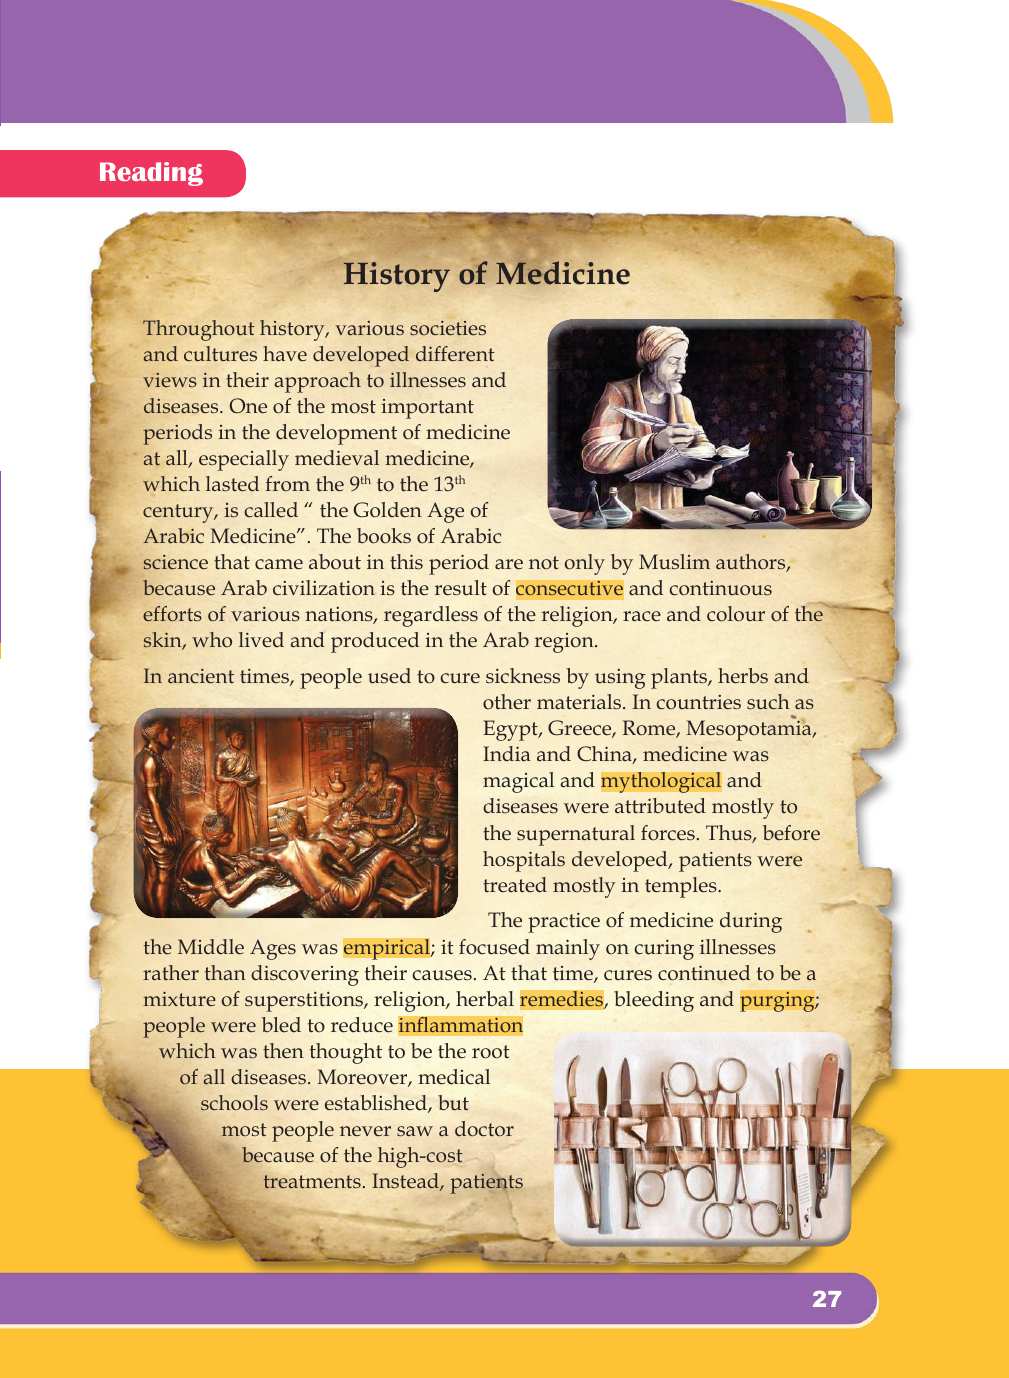 Reading
History of Medicine
Throughout history, various societies
and cultures have developed different
views in their approach to illnesses and
diseases. One of the most important
periods in the development of medicine
at all, especially medieval medicine,
which lasted from the 9th to the 13th
century, is called “ the Golden Age of
Arabic Medicine”. The books of Arabic
science that came about in this period are not only by Muslim authors,
because Arab civilization is the result of consecutive and continuous
efforts of various nations, regardless of the religion, race and colour of the
skin, who lived and produced in the Arab region.
In ancient times, people used to cure sickness by using plants, herbs and
other materials. In countries such as
Egypt, Greece, Rome, Mesopotamia,
India and China, medicine was
magical and mythological and
diseases were attributed mostly to
the supernatural forces. Thus, before
hospitals developed, patients were
treated mostly in temples.
The practice of medicine during
the Middle Ages was empirical; it focused mainly on curing illnesses
rather than discovering their causes. At that time, cures continued to be a
mixture of superstitions, religion, herbal remedies, bleeding and purging;
people were bled to reduce inflammation
which was then thought to be the root
of all diseases. Moreover, medical
schools were established, but
most people never saw a doctor
because of the high-cost
treatments. Instead, patients
27